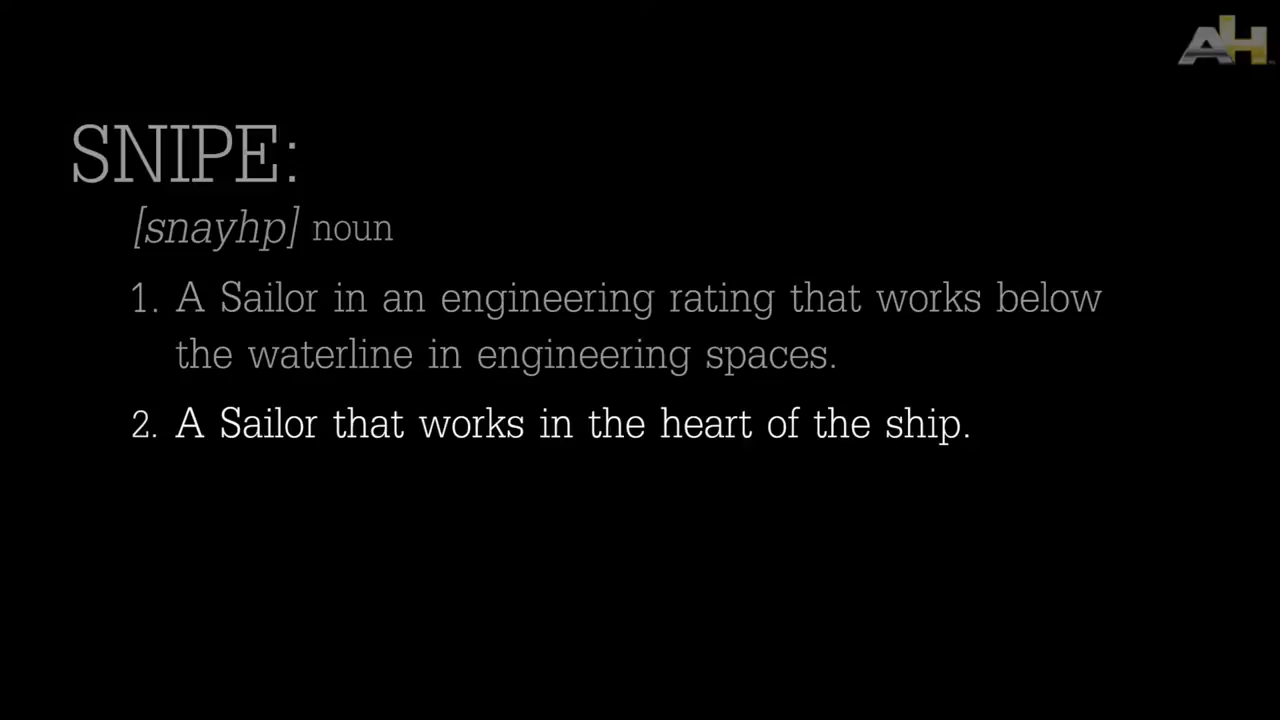 AH
SNIPE:
[snayhp] noun
1. A Sailor in an engineering rating that works below
the waterline in engineering spaces.
2. A Sailor that works in the heart of the ship.